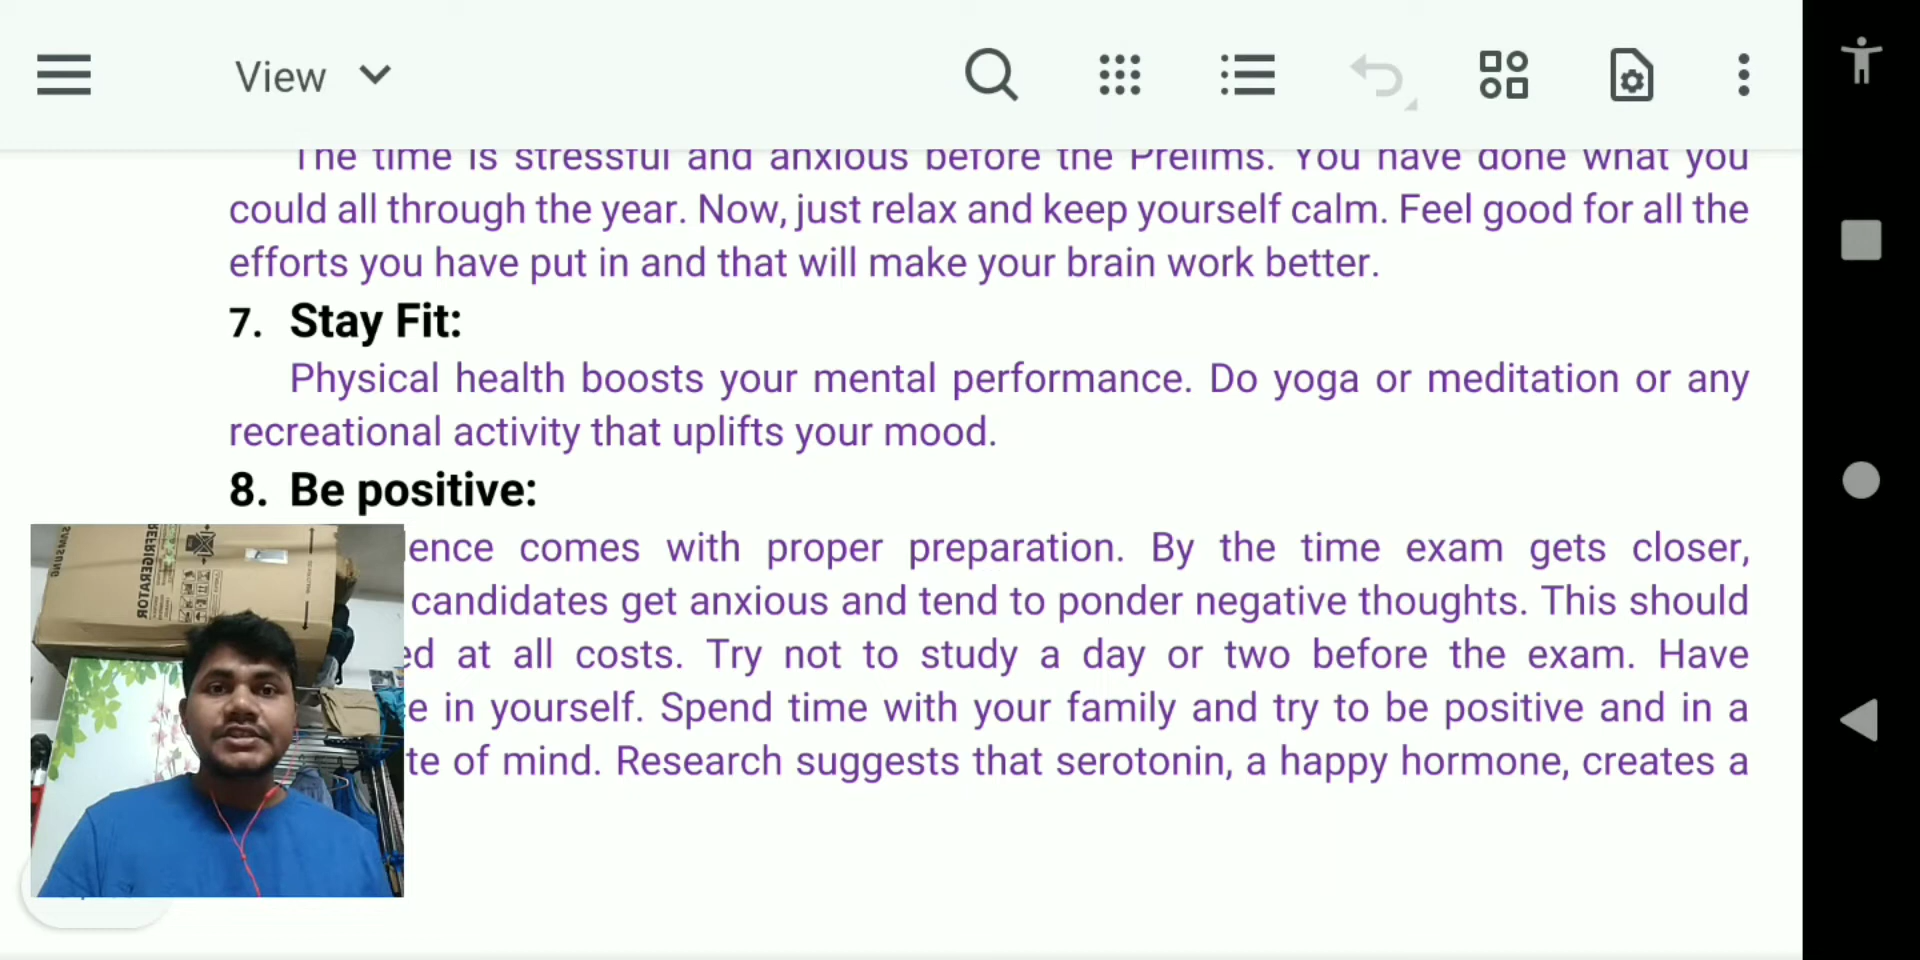 View
The time is stressful and anxious before the Prelims. You have done what you
could all through the year. Now, just relax and keep yourself calm. Feel good for all the
efforts you have put in and that will make your brain work better.
7. Stay Fit:
Physical health boosts your mental performance. Do yoga or meditation or any
recreational activity that uplifts your mood.
8. Be positive:
ence comes with proper preparation. By the time exam gets closer,
candidates get anxious and tend to ponder negative thoughts. This should
ed at all costs. Try not to study a day or two before the exam. Have
e in yourself. Spend time with your family and try to be positive and in a
te of mind. Research suggests that serotonin, a happy hormone, creates a
SAMSUNG
REFRIGERATOR